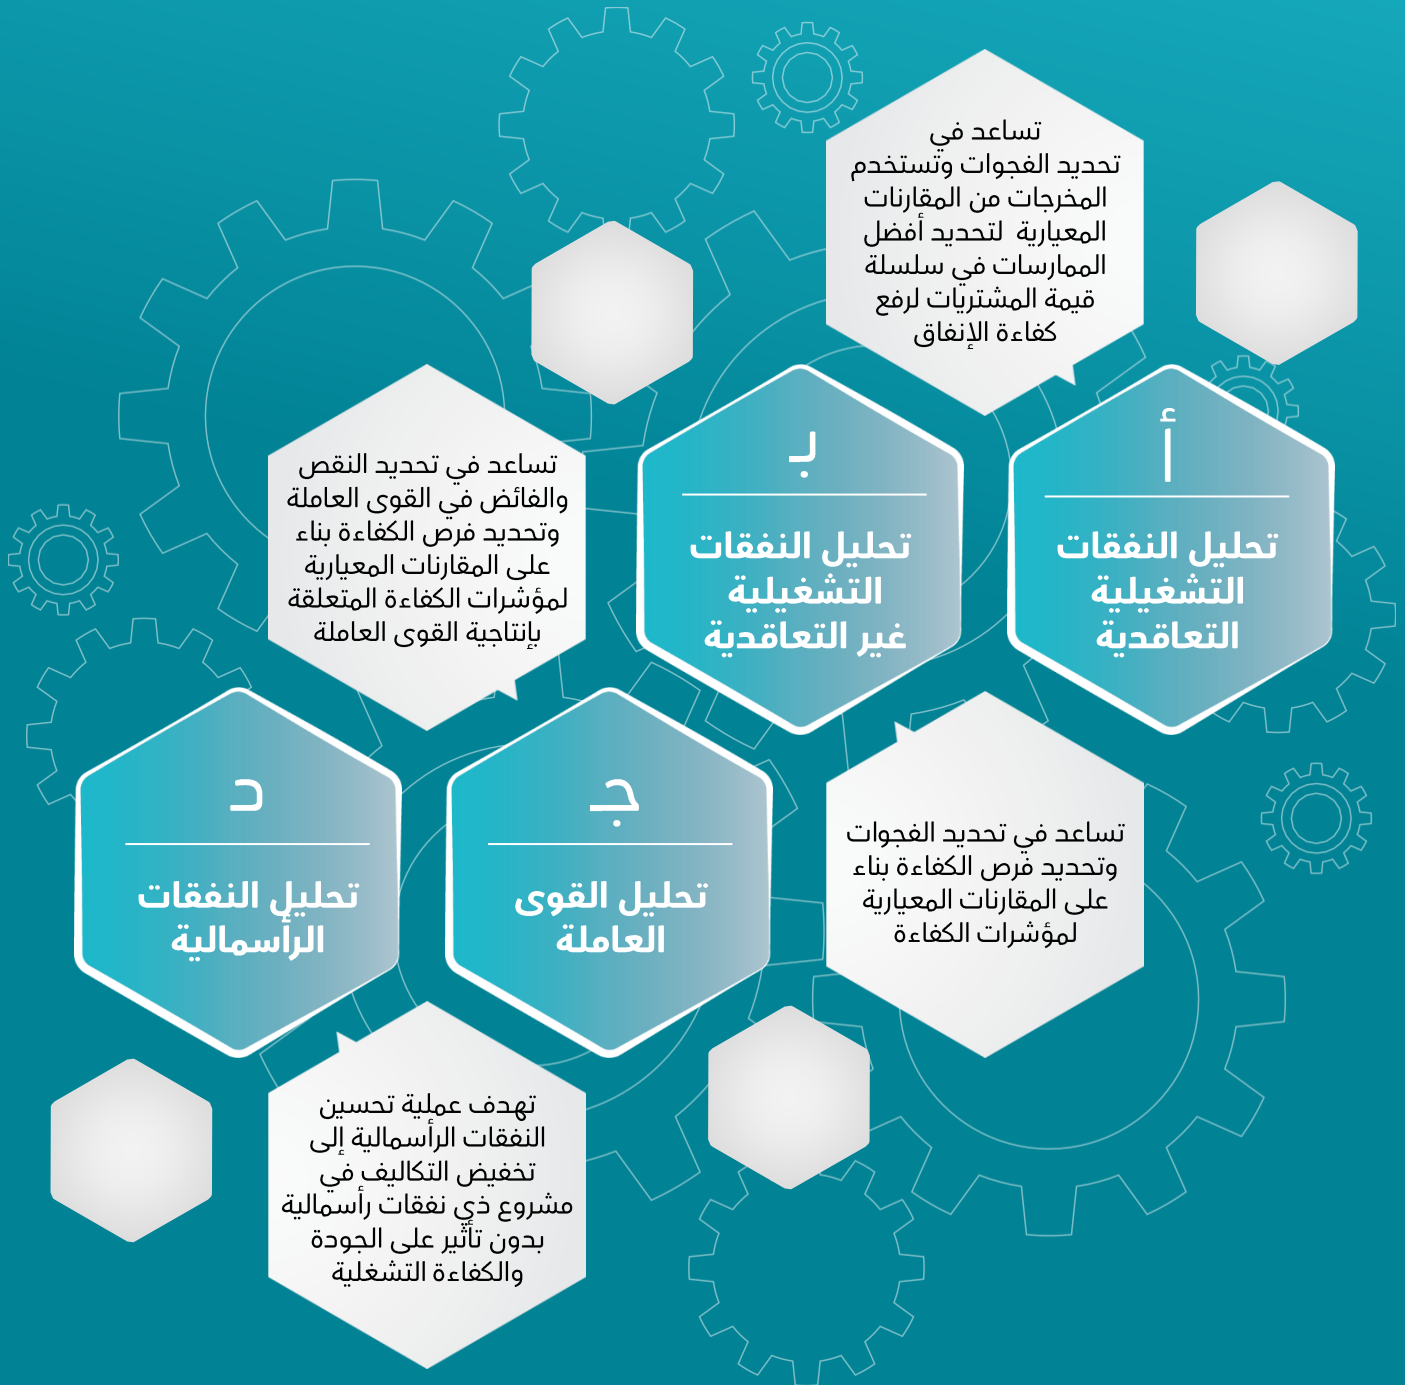 تساعد في
تحديد الفجوات وتستخدم
المخرجات من المقارنات
المعيارية لتحديد أفضل
الممارسات في سلسلة
قيمة المشتريات لرفع
كفاءة الإنفاق
أ
تحليل النفقات
التشغيلية
التعاقدية
بـ
تحليل النفقات
التشغيلية
غير التعاقدية
تساعد في تحديد الفجوات
وتحديد فرص الكفاءة بناء
على المقارنات المعيارية
لمؤشرات الكفاءة
تساعد في تحديد النقص
والفائض في القوى العاملة
وتحديد فرص الكفاءة بناء
على المقارنات المعيارية
لمؤشرات الكفاءة المتعلقة
بإنتاجية القوى العاملة
جـ
تحليل القوى
العاملة
د
تحليل النفقات
الرأسمالية
تهدف عملية تحسين
النفقات الرأسمالية إلى
تخفيض التكاليف في
مشروع ذي نفقات رأسمالية
بدون تأثير على الجودة
والكفاءة التشغلية